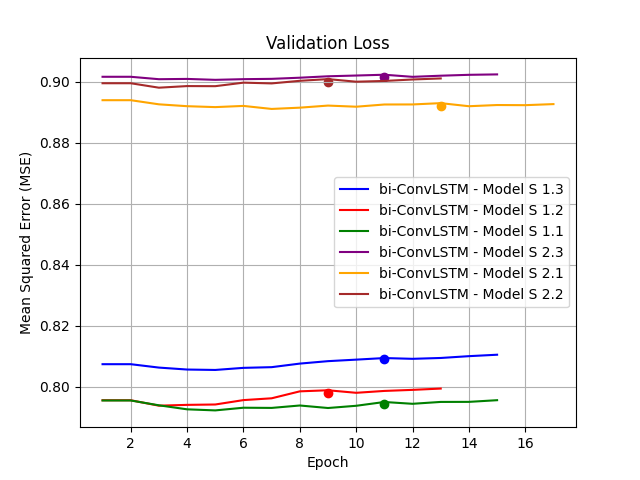 Validation Loss
Mean Squared Error (MSE)
0.90
0.88
0.86
0.84
0.82
0.80
bi-ConvLSTM - Model S 1.3
bi-ConvLSTM - Model S 1.2
bi-ConvLSTM - Model S 1.1
bi-ConvLSTM - Model S 2.3
bi-ConvLSTM - Model S 2.1
bi-ConvLSTM - Model S 2.2
2 4 6 8 10 12 14 16
Epoch